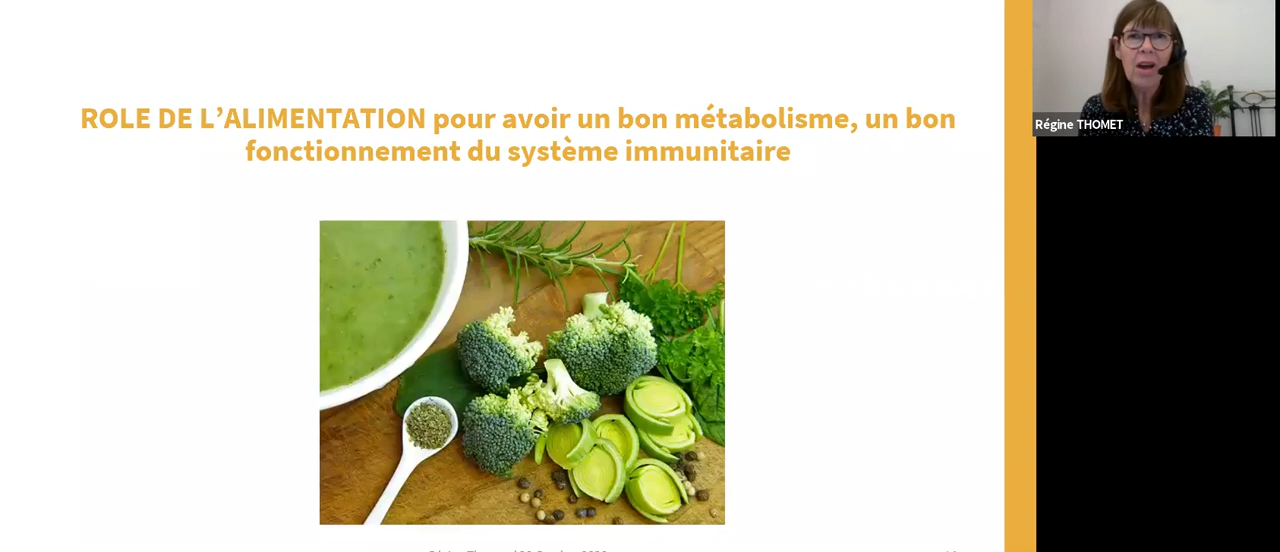 ROLE DE L’ALIMENTATION pour avoir un bon métabolisme, un bon
fonctionnement du système immunitaire
Régine THOMET